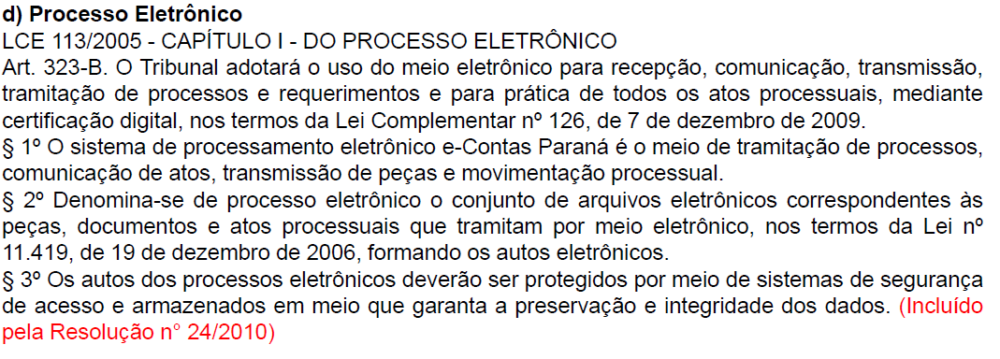 d) Processo Eletrônico
LCE 113/2005 - CAPÍTULO I - DO PROCESSO ELETRÔNICO
Art. 323-B. O Tribunal adotará o uso do meio eletrônico para recepção, comunicação, transmissão,
tramitação de processos e requerimentos e para prática de todos os atos processuais, mediante
certificação digital, nos termos da Lei Complementar nº 126, de 7 de dezembro de 2009.
§ 1º O sistema de processamento eletrônico e-Contas Paraná é o meio de tramitação de processos,
comunicação de atos, transmissão de peças e movimentação processual.
§ 2º Denomina-se de processo eletrônico o conjunto de arquivos eletrônicos correspondentes às
peças, documentos e atos processuais que tramitam por meio eletrônico, nos termos da Lei nº
11.419, de 19 de dezembro de 2006, formando os autos eletrônicos.
§ 3º Os autos dos processos eletrônicos deverão ser protegidos por meio de sistemas de segurança
de acesso e armazenados em meio que garanta a preservação e integridade dos dados. (Incluído
pela Resolução n° 24/2010)